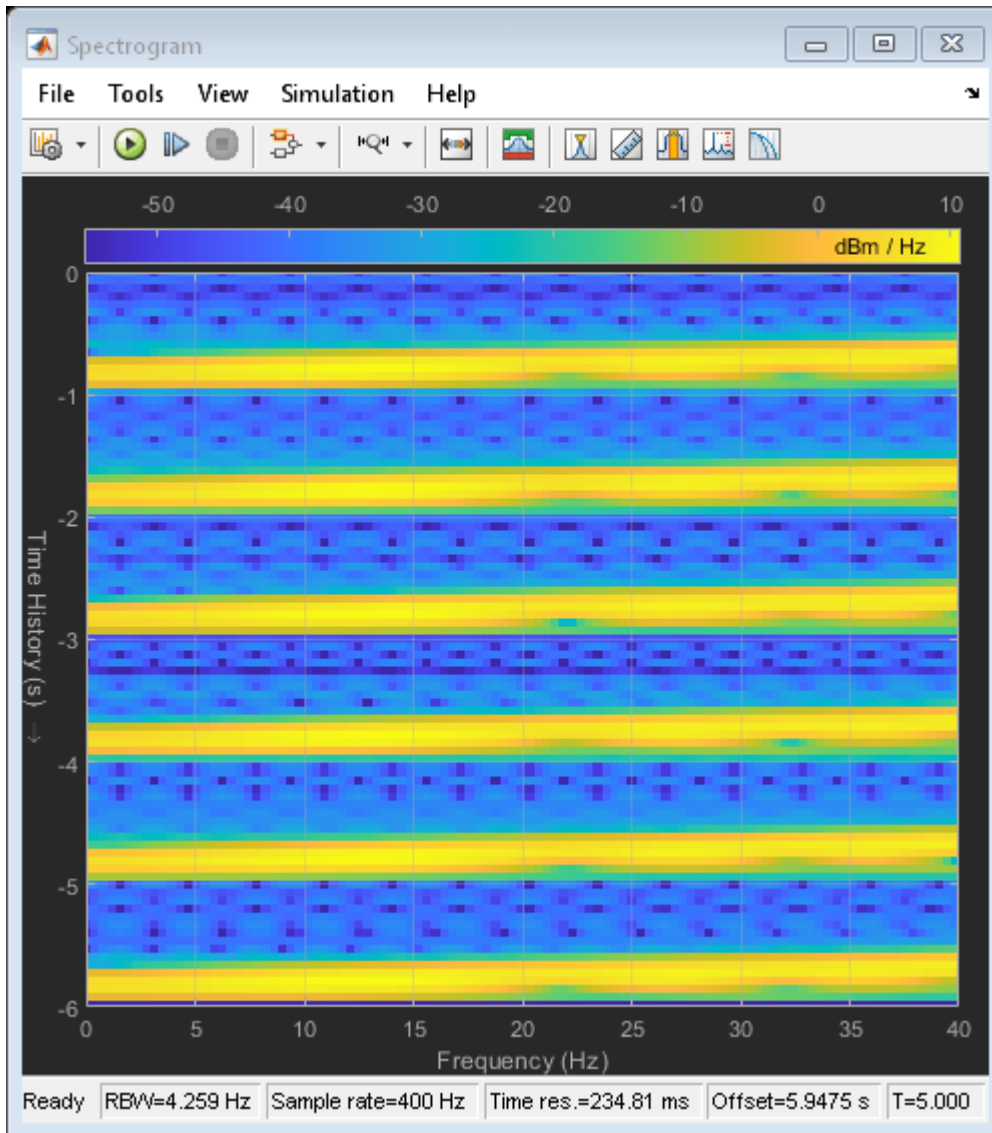 Spectrogram
File Tools View Simulation Help
-50 -40 -30 -20 -10 0 10
dBm / Hz
0
-1
-2
-3
-4
-5
-6
Time History (s) →
0 5 10 15 20 25 30 35 40
Frequency (Hz)
Ready RBW=4.259 Hz Sample rate=400 Hz Time res.=234.81 ms Offset=5.9475 s T=5.000